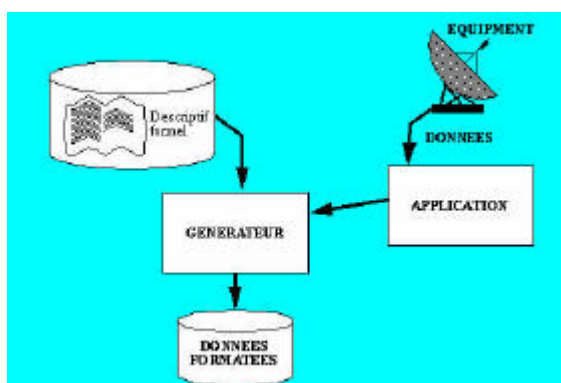 EQUIPMENT
Descriptif
formel
DONNEES
APPLICATION
GENERATEUR
DONNEES
FORMATEES